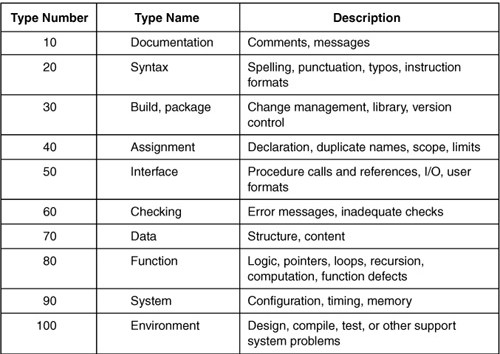 Type Number Type Name Description
10 Documentation Comments, messages
20 Syntax Spelling, punctuation, typos, instruction
formats
30 Build, package Change management, library, version
control
40 Assignment Declaration, duplicate names, scope, limits
50 Interface Procedure calls and references, I/O, user
formats
60 Checking Error messages, inadequate checks
70 Data Structure, content
80 Function Logic, pointers, loops, recursion,
computation, function defects
90 System Configuration, timing, memory
100 Environment Design, compile, test, or other support
system problems